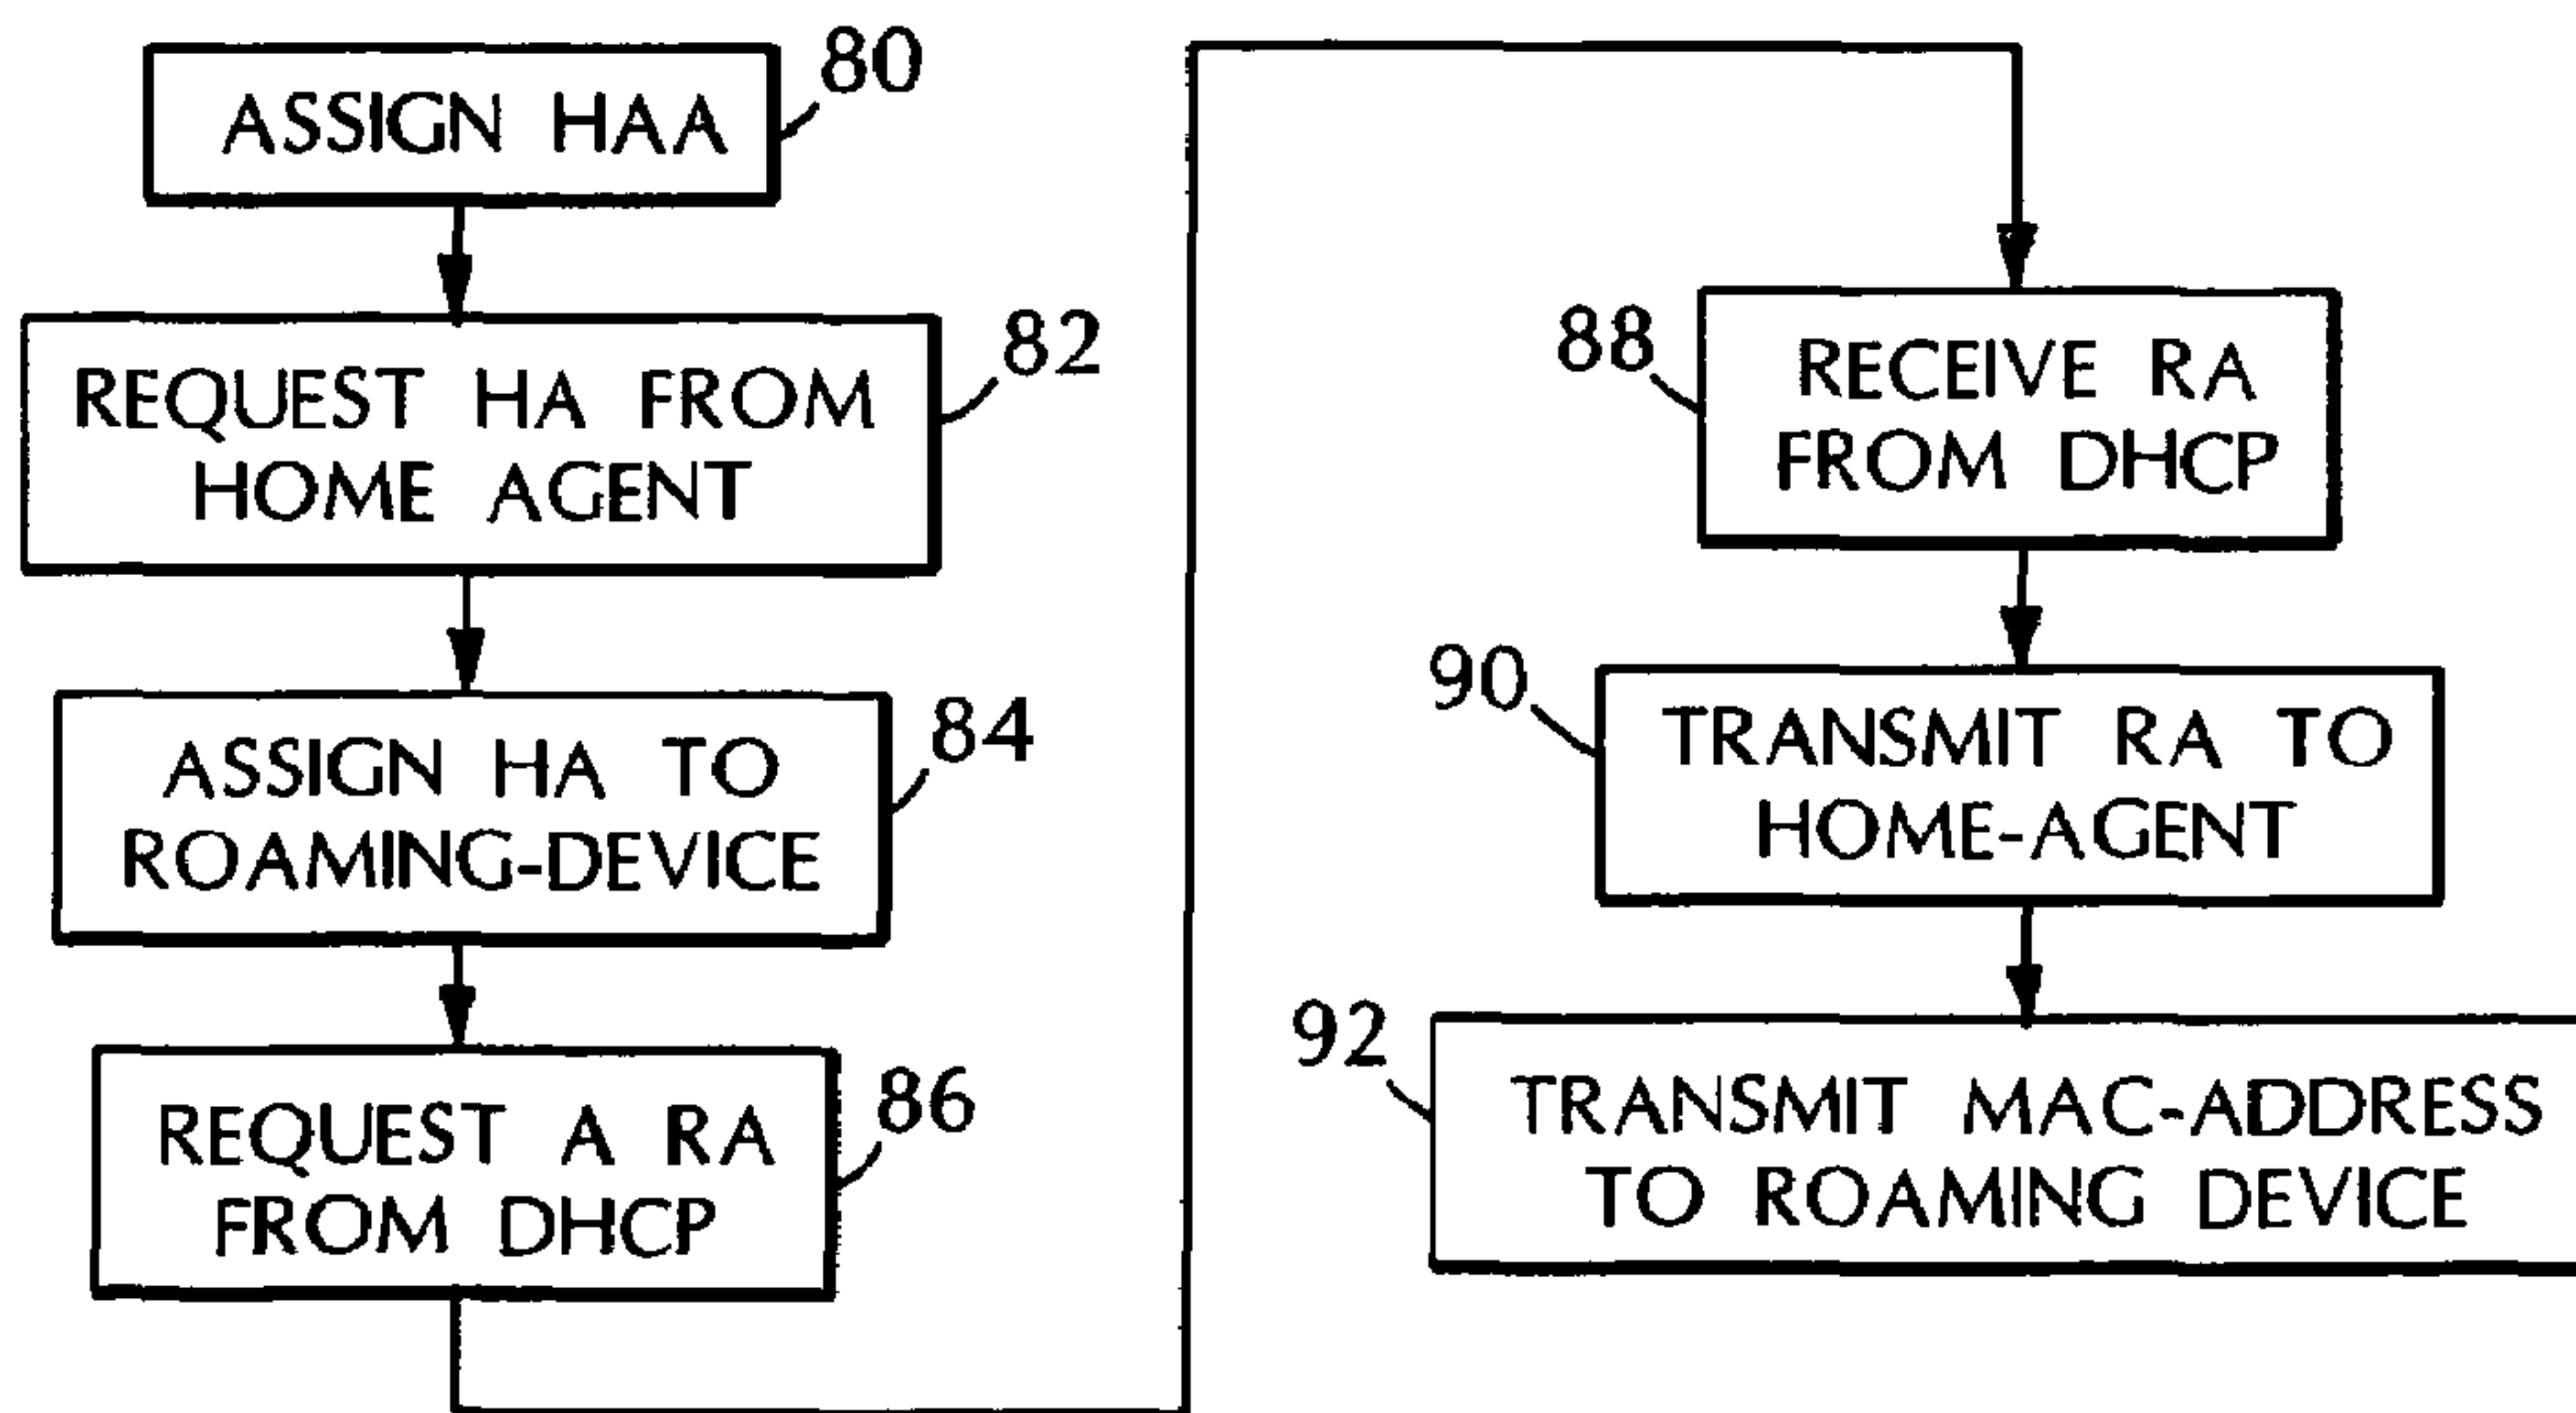 ASSIGN HAA
80
REQUEST HA FROM
HOME AGENT
82
ASSIGN HA TO
ROAMING-DEVICE
84
REQUEST A RA
FROM DHCP
86
88
RECEIVE RA
FROM DHCP
90
TRANSMIT RA TO
HOME-AGENT
92
TRANSMIT MAC-ADDRESS
TO ROAMING DEVICE